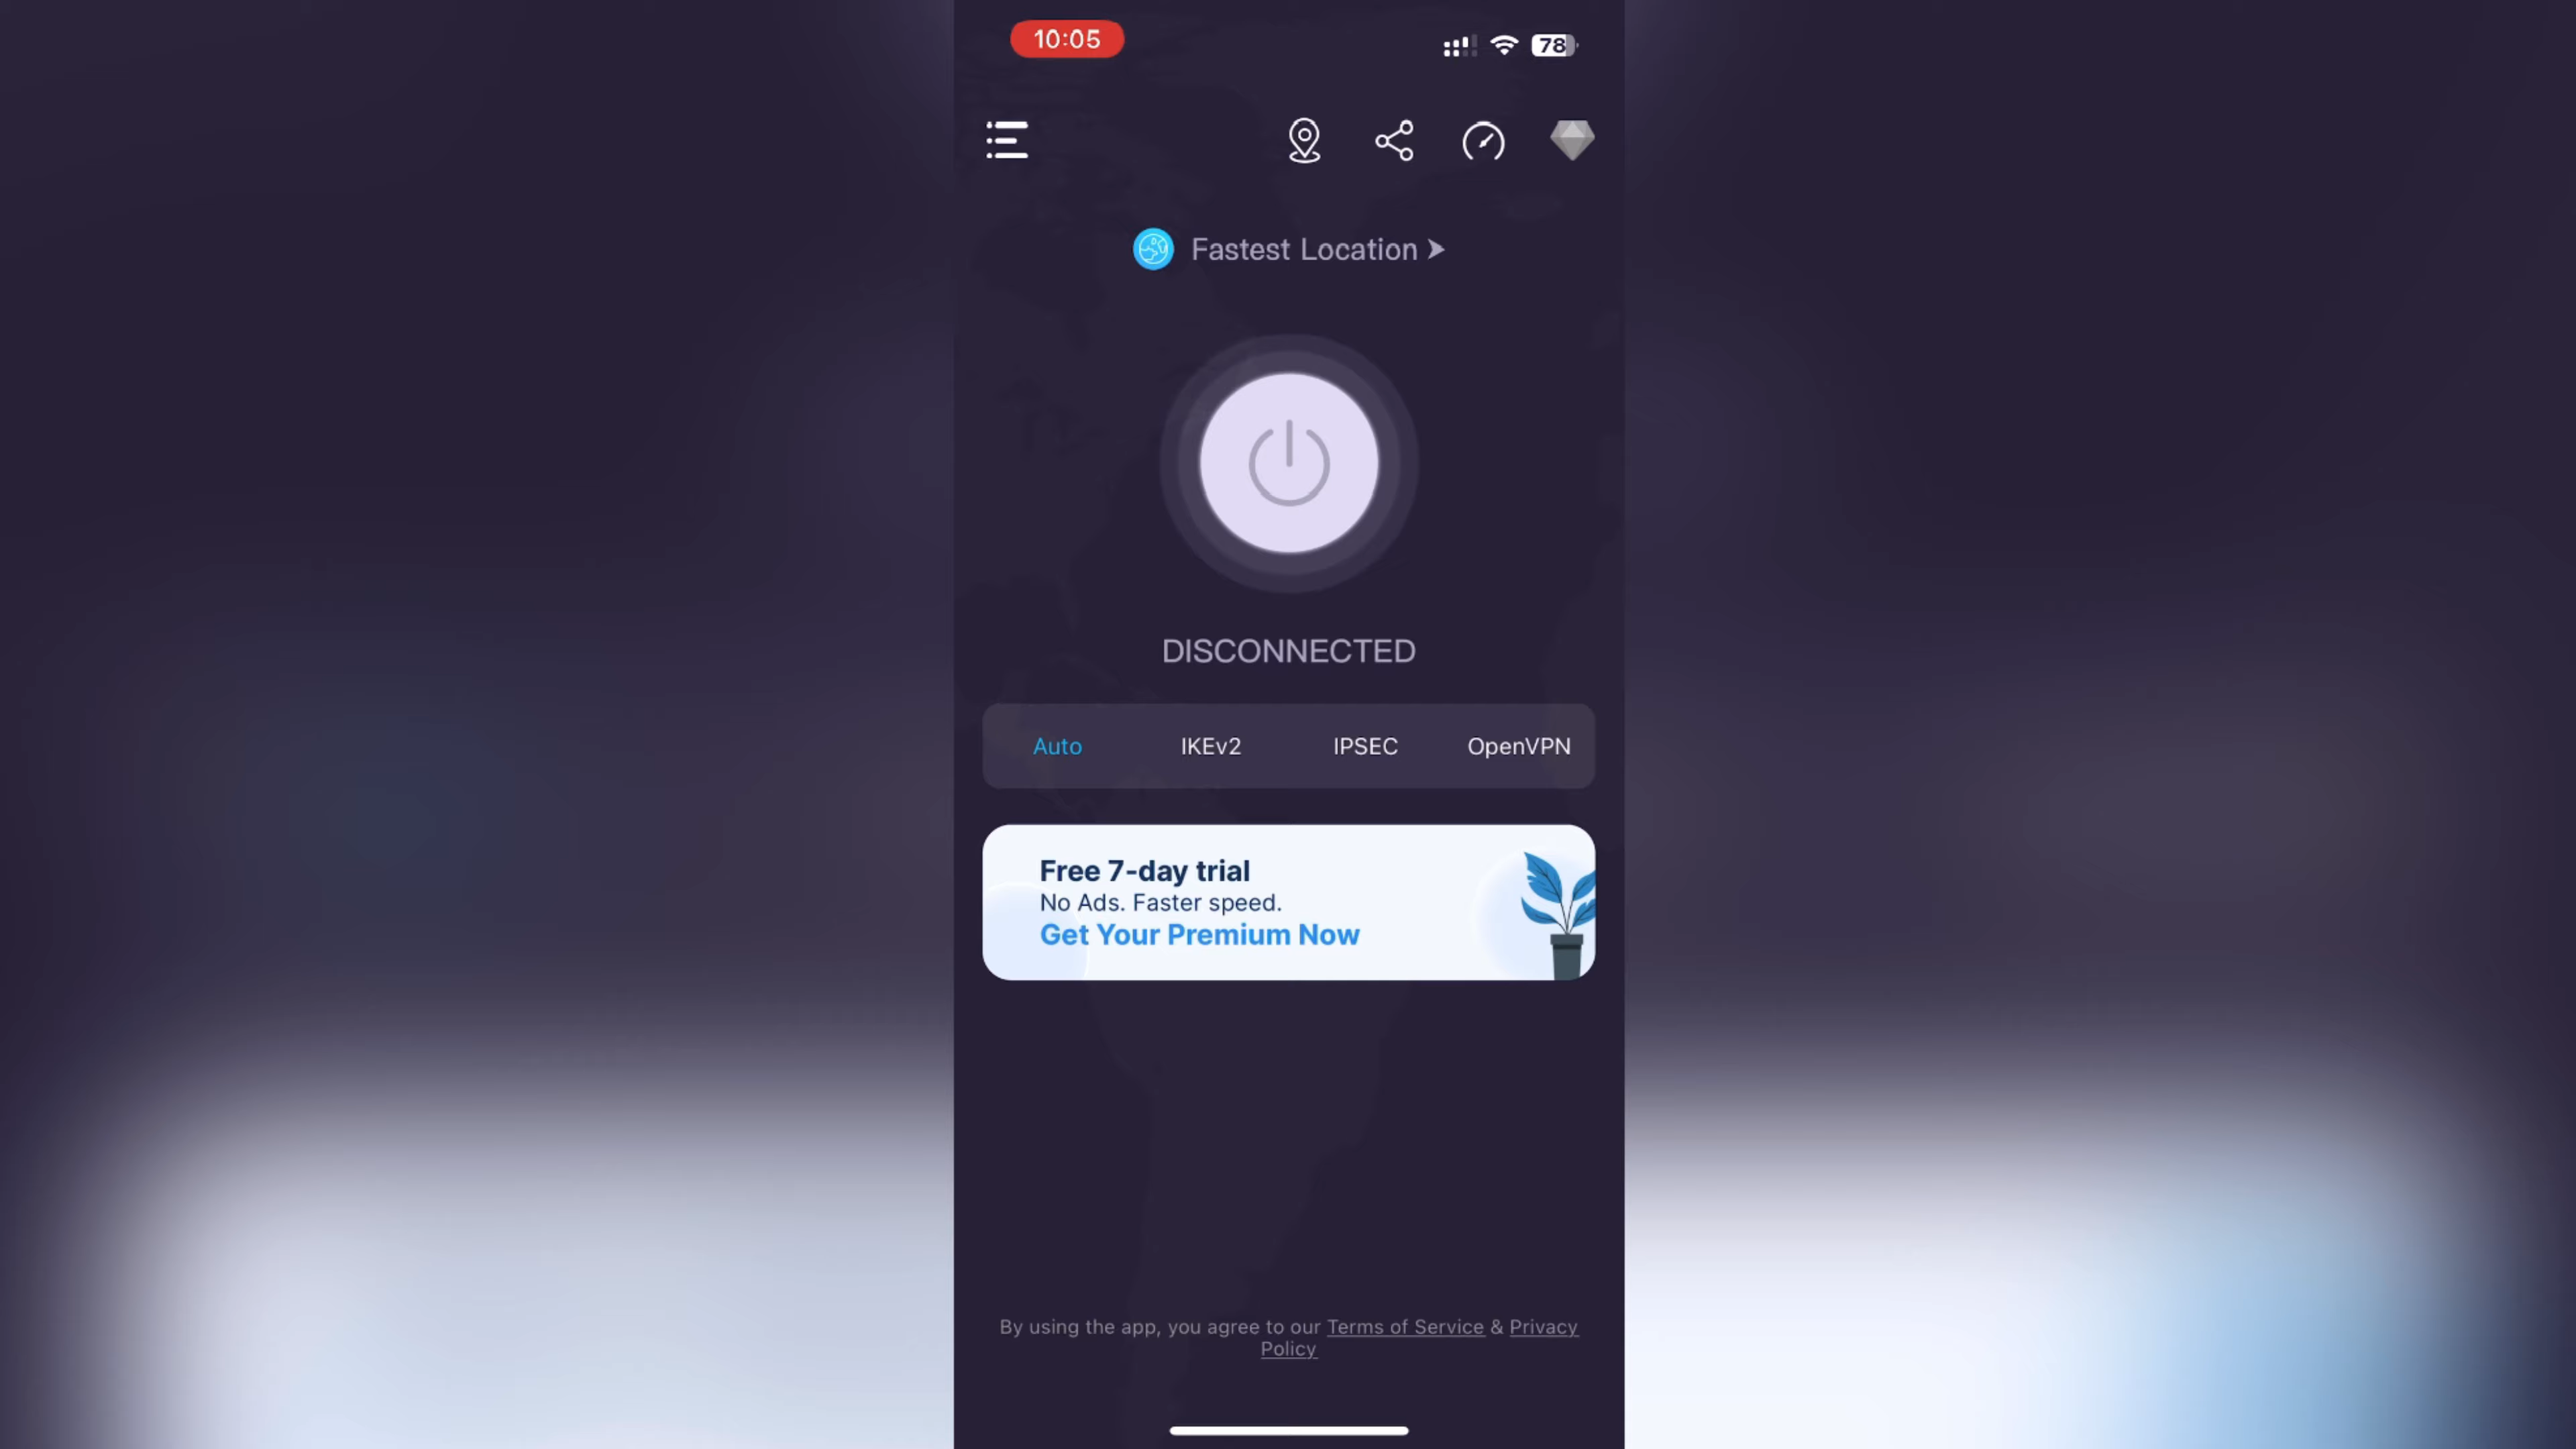 10:05
78
Fastest Location
DISCONNECTED
Auto IKEv2 IPSEC OpenVPN
Free 7-day trial
No Ads. Faster speed.
Get Your Premium Now
By using the app, you agree to our Terms of Service & Privacy
Policy